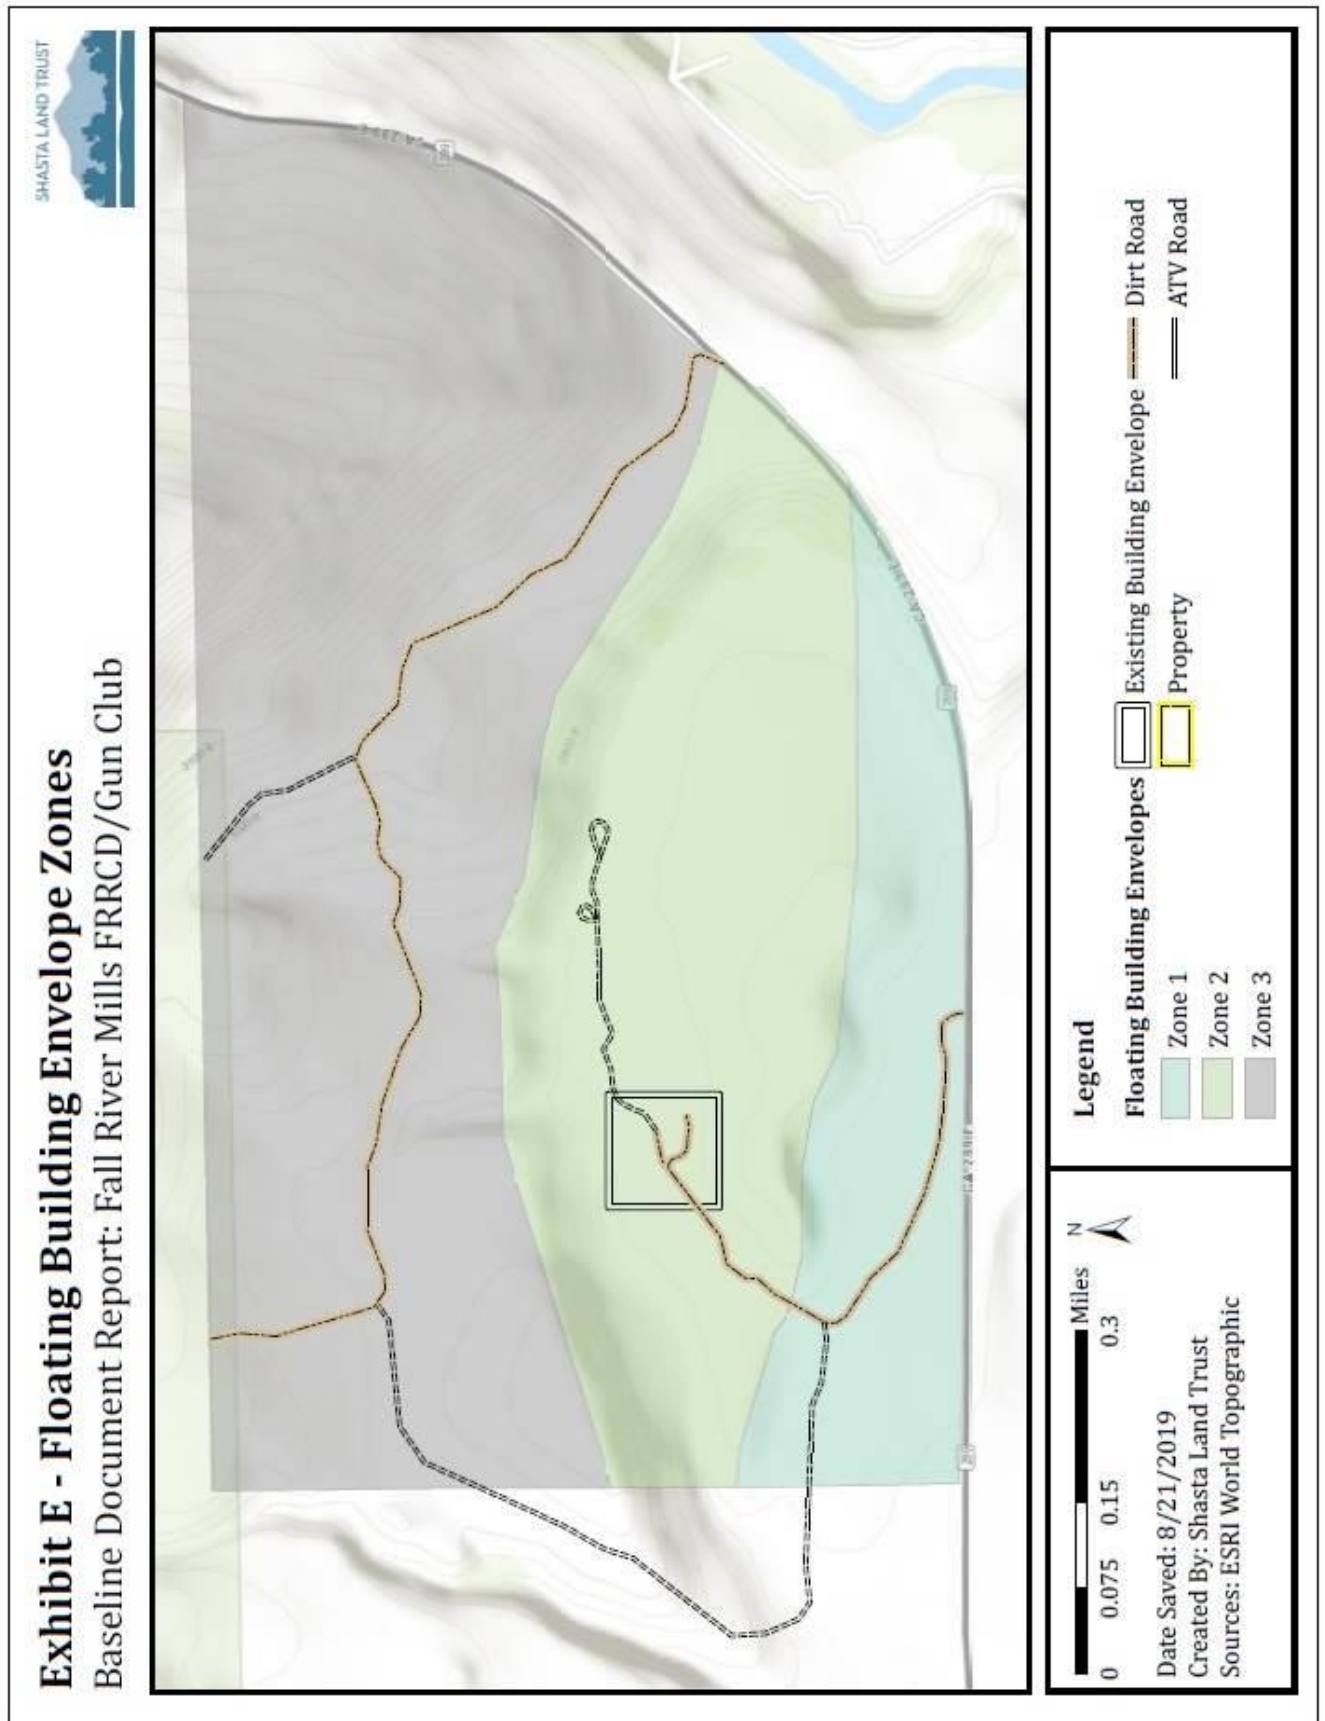 Exhibit E - Floating Building Envelope Zones
Baseline Document Report: Fall River Mills FRRCD/Gun Club
SHASTA LAND TRUST
299
0 0.075 0.15 0.3 Miles
N
Date Saved: 8/21/2019
Created By: Shasta Land Trust
Sources: ESRI World Topographic
Legend
Floating Building Envelopes
Zone 1
Zone 2
Zone 3
Existing Building Envelope
Property
Dirt Road
ATV Road